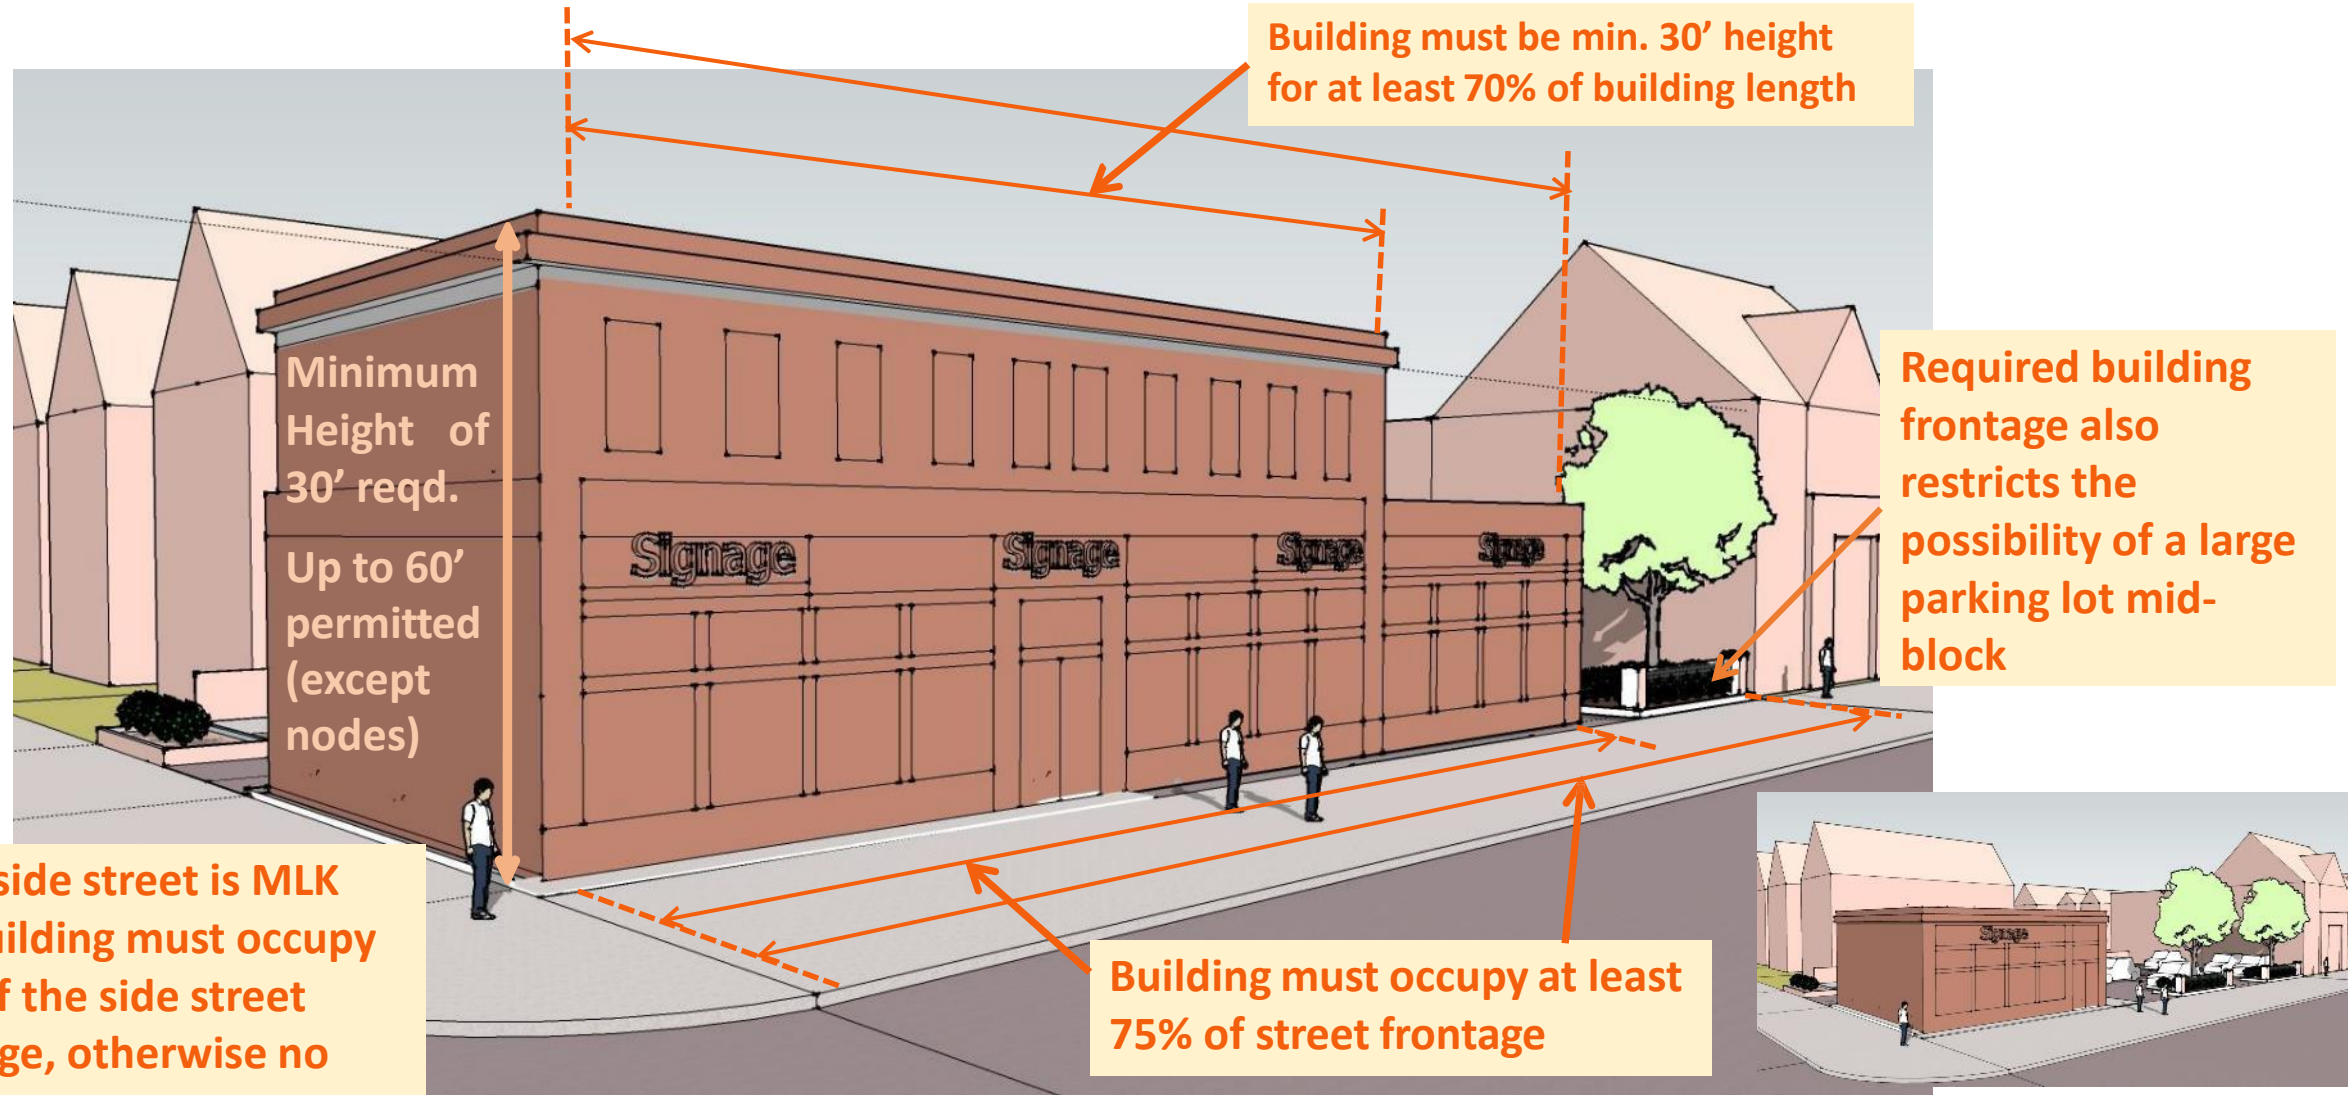 Building must be min. 30’ height
for at least 70% of building length
Minimum
Height of
30’ reqd.
Up to 60’
permitted
(except
nodes)
Required building
frontage also
restricts the
possibility of a large
parking lot mid-
block
Signage
Signage
Signage
Signage
side street is MLK
uilding must occupy
f the side street
ge, otherwise no
Building must occupy at least
75% of street frontage
Signage